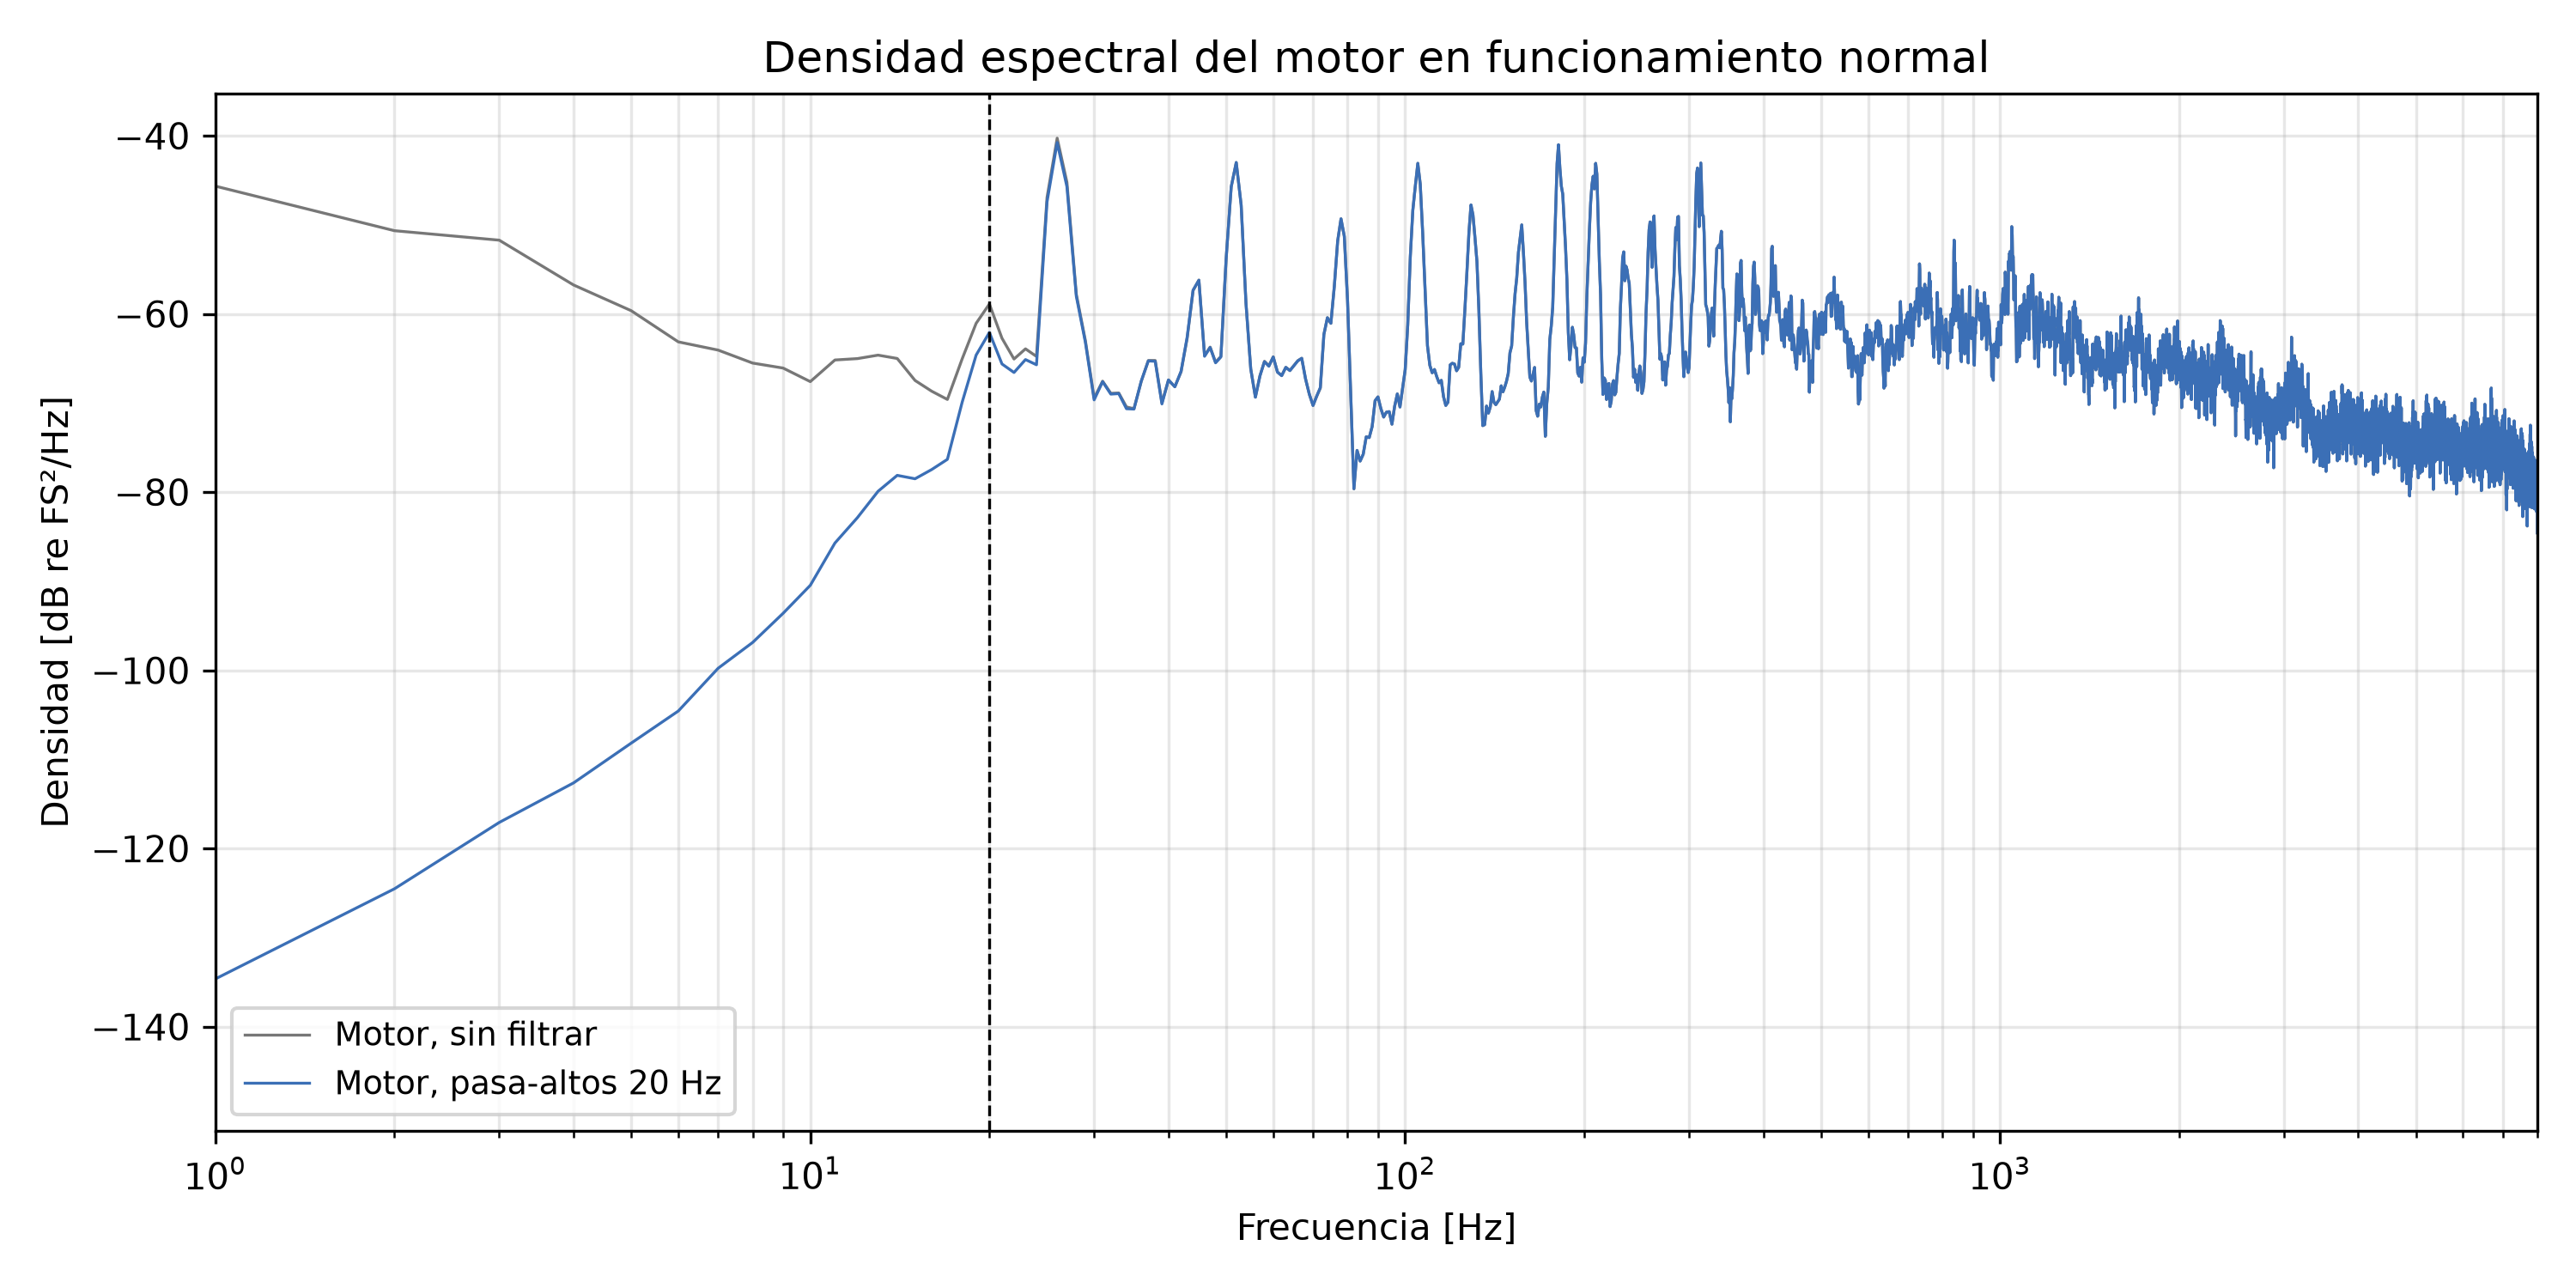 Densidad espectral del motor en funcionamiento normal
Densidad [dB re FS²/Hz]
−40
−60
−80
−100
−120
−140
Motor, sin filtrar
Motor, pasa-altos 20 Hz
10⁰
10¹
10²
10³
Frecuencia [Hz]